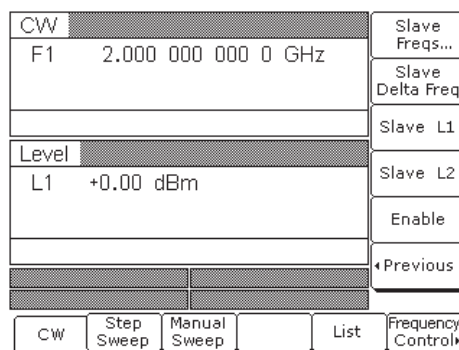 CW
F1 2.000 000 000 0 GHz
Level
L1 +0.00 dBm
Slave
Freqs...
Slave
Delta Freq
Slave L1
Slave L2
Enable
◂Previous
CW
Step
Sweep
Manual
Sweep
List
Frequency
Control▸